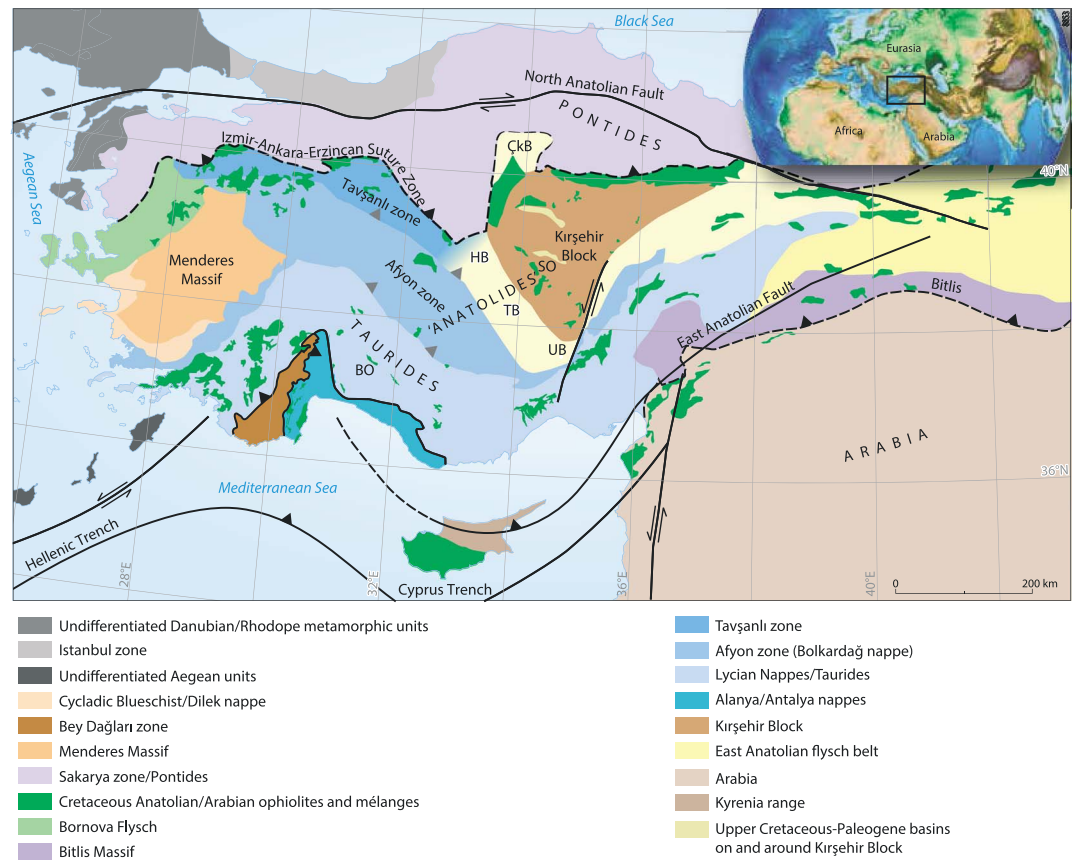 Black Sea
Eurasia
Africa
Arabia
North Anatolian Fault
PONTIDES
ÇkB
40°N
Izmir-Ankara-Erzincan Suture Zone
Aegean Sea
Tavşanlı zone
Menderes
Massif
HB
Kırşehir
Block
SO
Afyon zone
'ANATOLIDES'
TB
Bitlis
East Anatolian Fault
TAURIDES
UB
BO
ARABIA
36°N
Mediterranean Sea
Hellenic Trench
28°E
32°E
Cyprus Trench
36°E
40°E
0 200 km
Undifferentiated Danubian/Rhodope metamorphic units
Istanbul zone
Undifferentiated Aegean units
Cycladic Blueschist/Dilek nappe
Bey Dağları zone
Menderes Massif
Sakarya zone/Pontides
Cretaceous Anatolian/Arabian ophiolites and mélanges
Bornova Flysch
Bitlis Massif
Tavşanlı zone
Afyon zone (Bolkardağ nappe)
Lycian Nappes/Taurides
Alanya/Antalya nappes
Kırşehir Block
East Anatolian flysch belt
Arabia
Kyrenia range
Upper Cretaceous-Paleogene basins
on and around Kırşehir Block